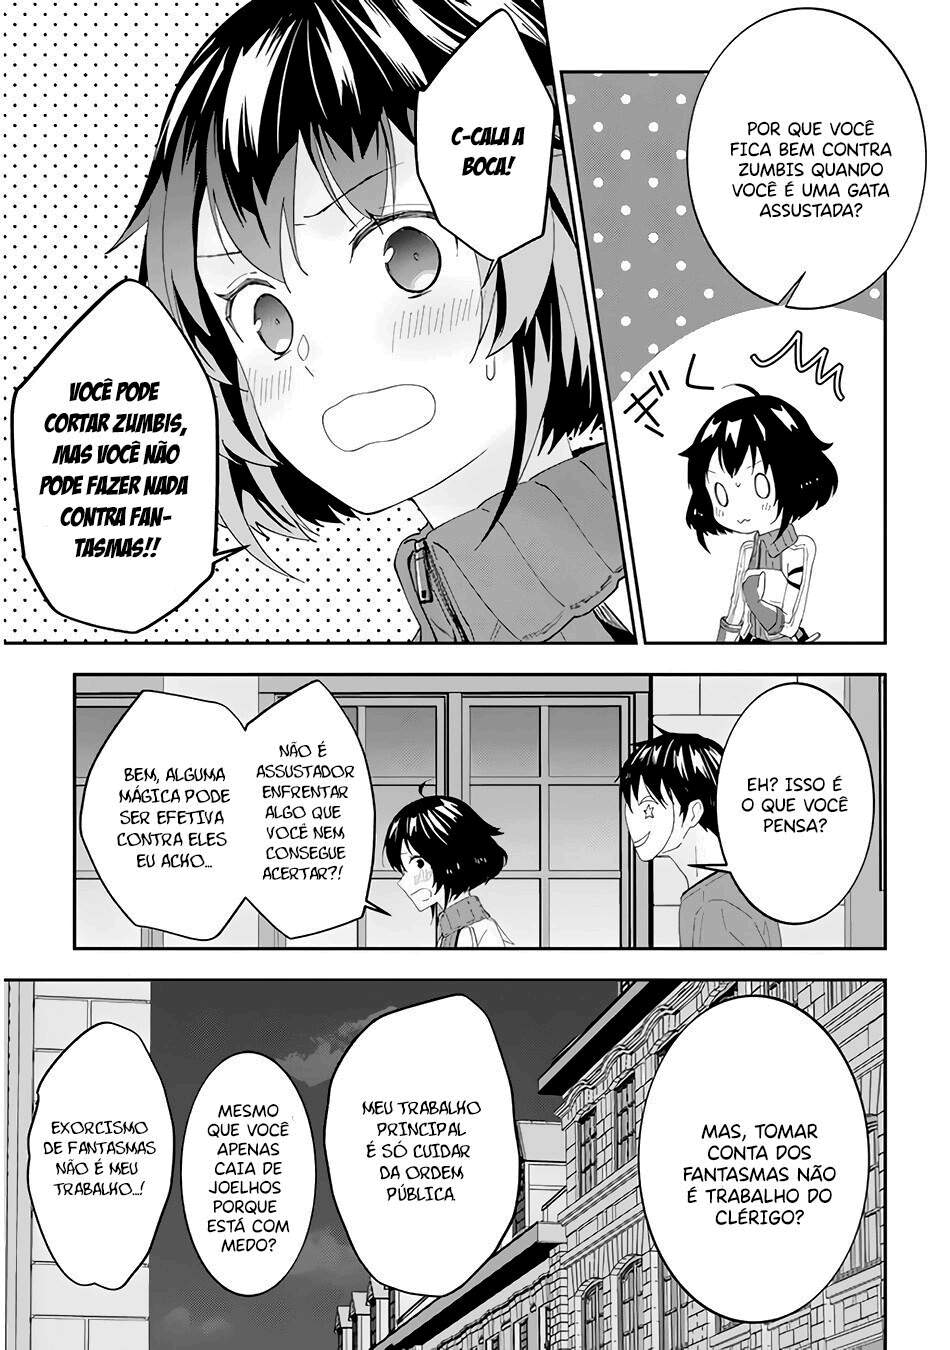 POR QUE VOCÊ
FICA BEM CONTRA
ZUMBIS QUANDO
VOCÊ É UMA GATA
ASSUSTADA?
C-CALA A
BOCA!
VOCÊ PODE
CORTAR ZUMBIS,
MAS VOCÊ NÃO
PODE FAZER NADA
CONTRA FAN-
TASMAS!!
EH? ISSO É
O QUE VOCÊ
PENSA?
NÃO É
ASSUSTADOR
ENFRENTAR
ALGO QUE
VOCÊ NEM
CONSEGUE
ACERTAR?!
BEM, ALGUMA
MÁGICA PODE
SER EFETIVA
CONTRA ELES
EU ACHO...
MAS, TOMAR
CONTA DOS
FANTASMAS NÃO
É TRABALHO DO
CLÉRIGO?
MEU TRABALHO
PRINCIPAL
É SÓ CUIDAR
DA ORDEM
PÚBLICA
MESMO
QUE VOCÊ
APENAS
CAIA DE
JOELHOS
PORQUE
ESTÁ COM
MEDO?
EXORCISMO
DE FANTASMAS
NÃO É MEU
TRABALHO...!